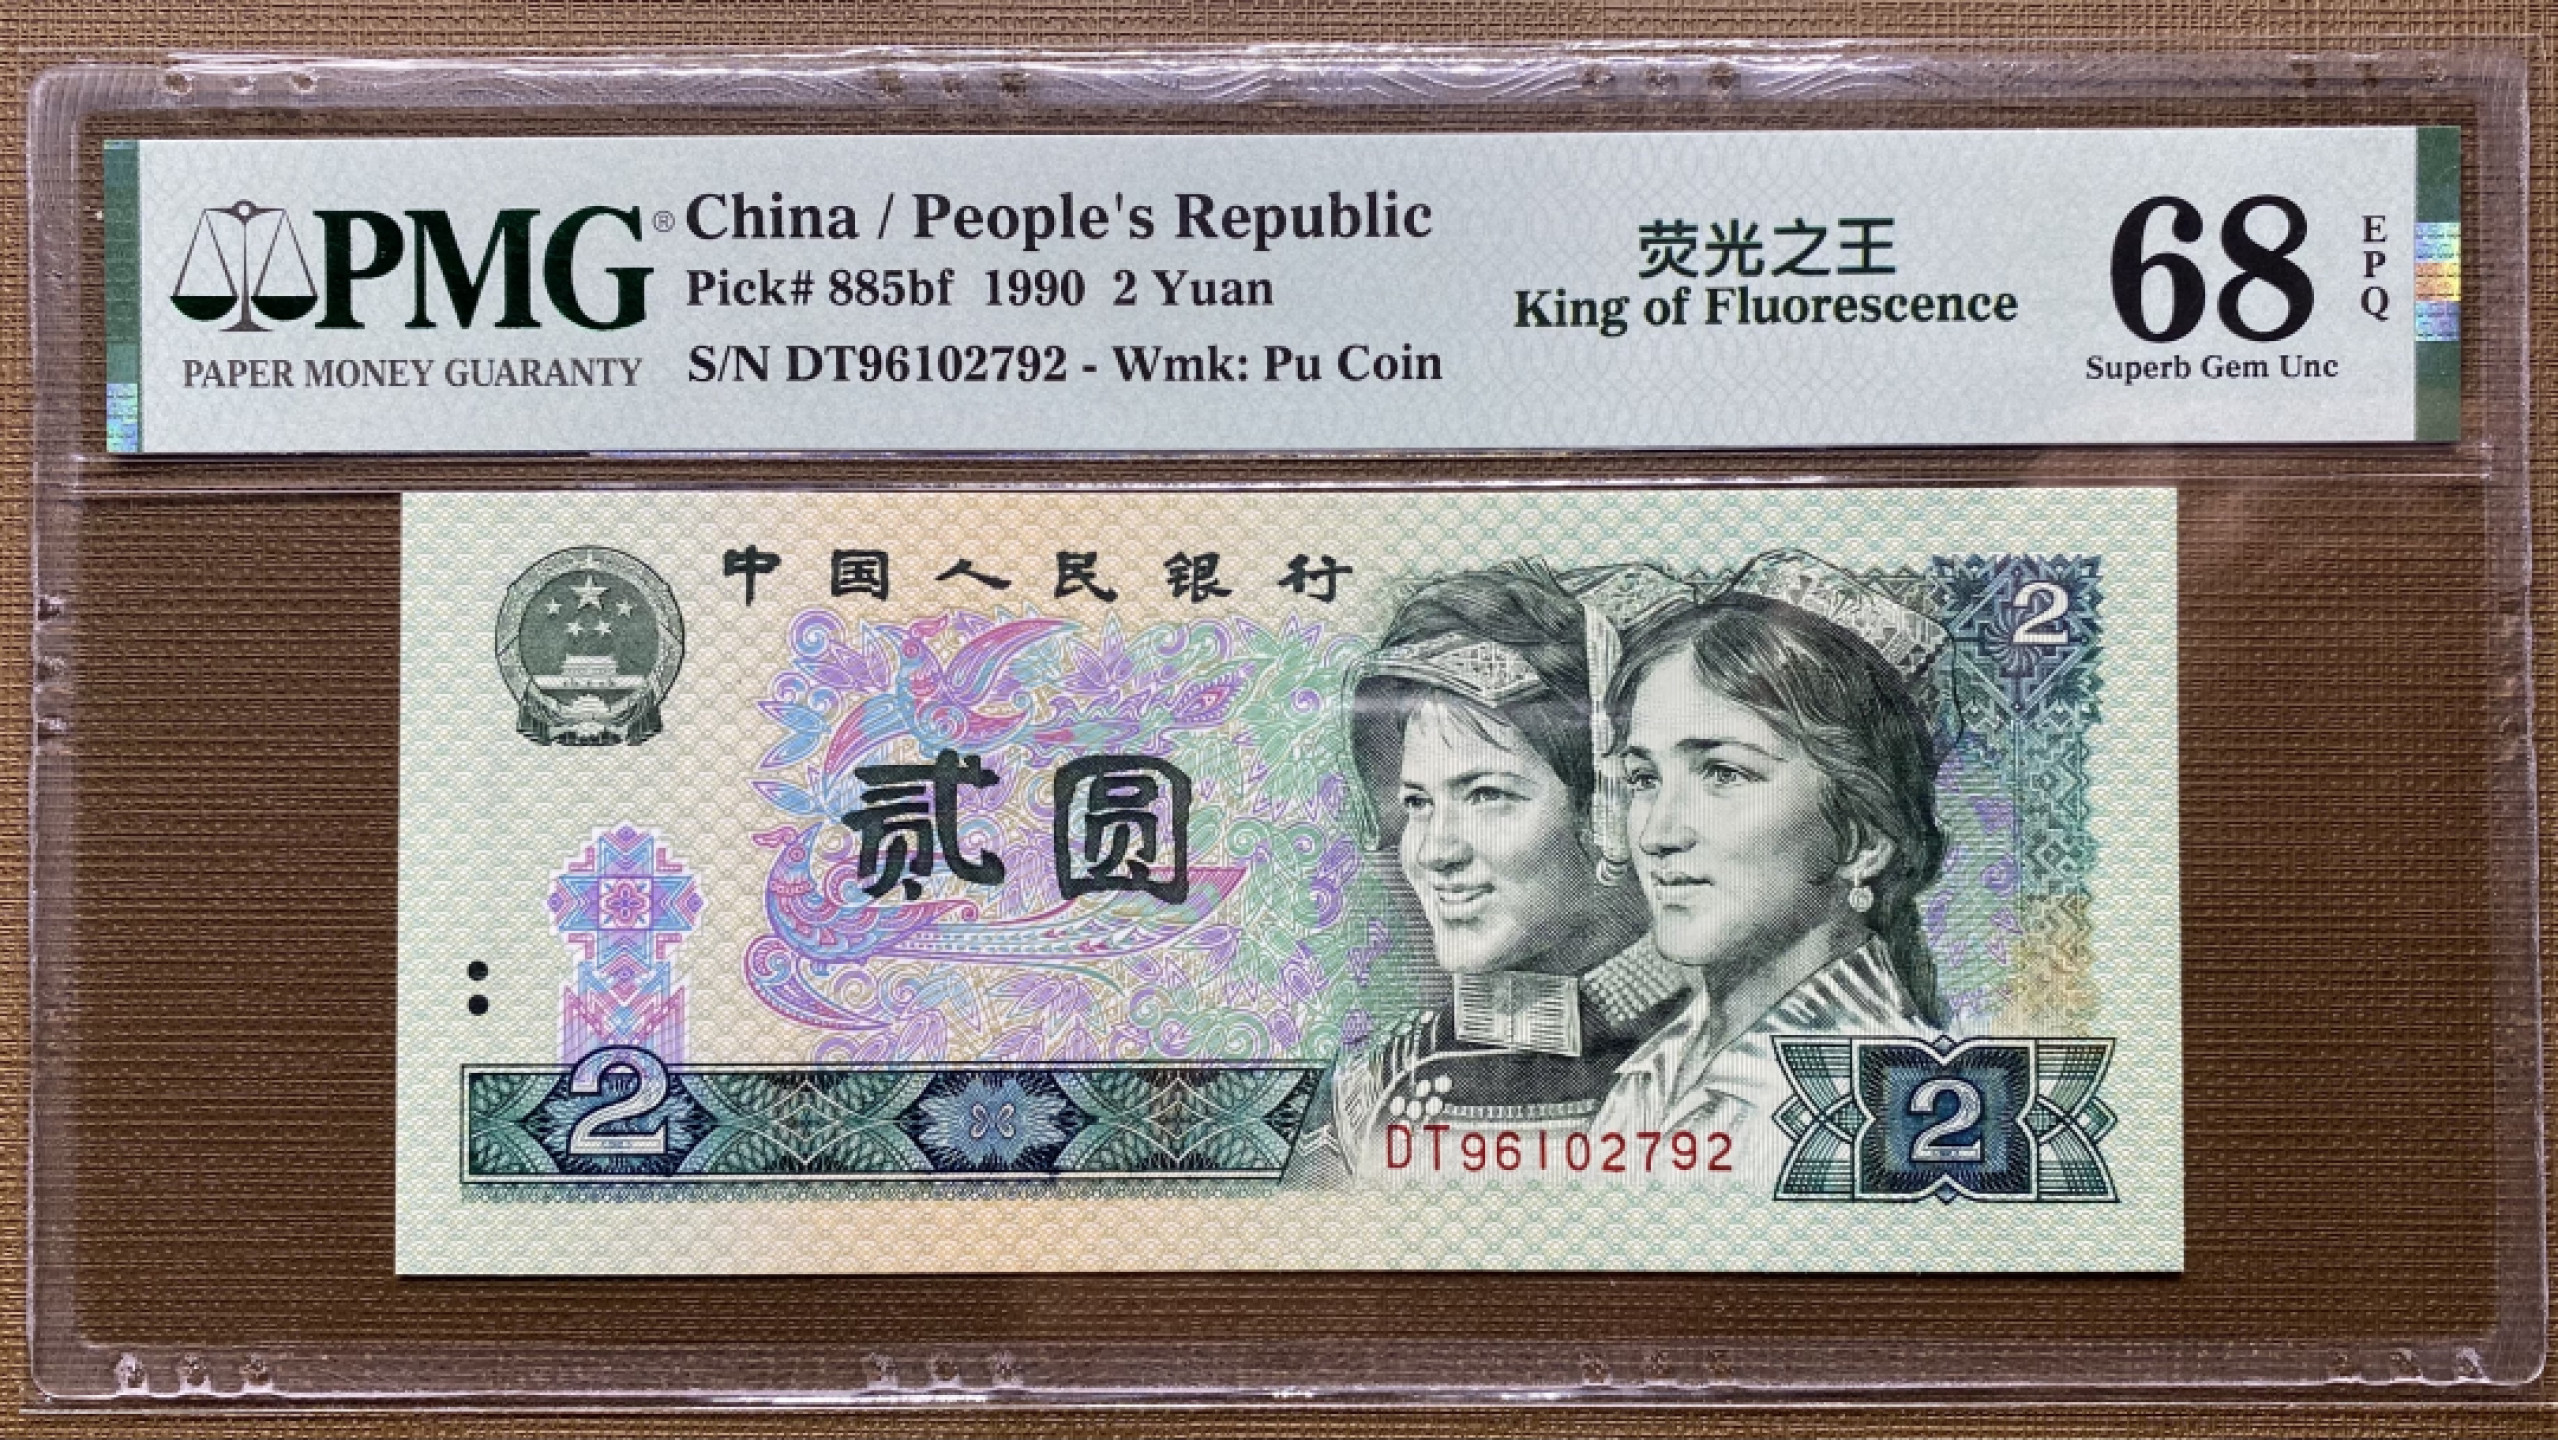 PMG®
PAPER MONEY GUARANTY
China / People's Republic
Pick# 885bf 1990 2 Yuan
S/N DT96102792 - Wmk: Pu Coin
荧光之王
King of Fluorescence
68
EPQ
Superb Gem Unc
中国人民银行
2
贰圆
2
DT96102792
2